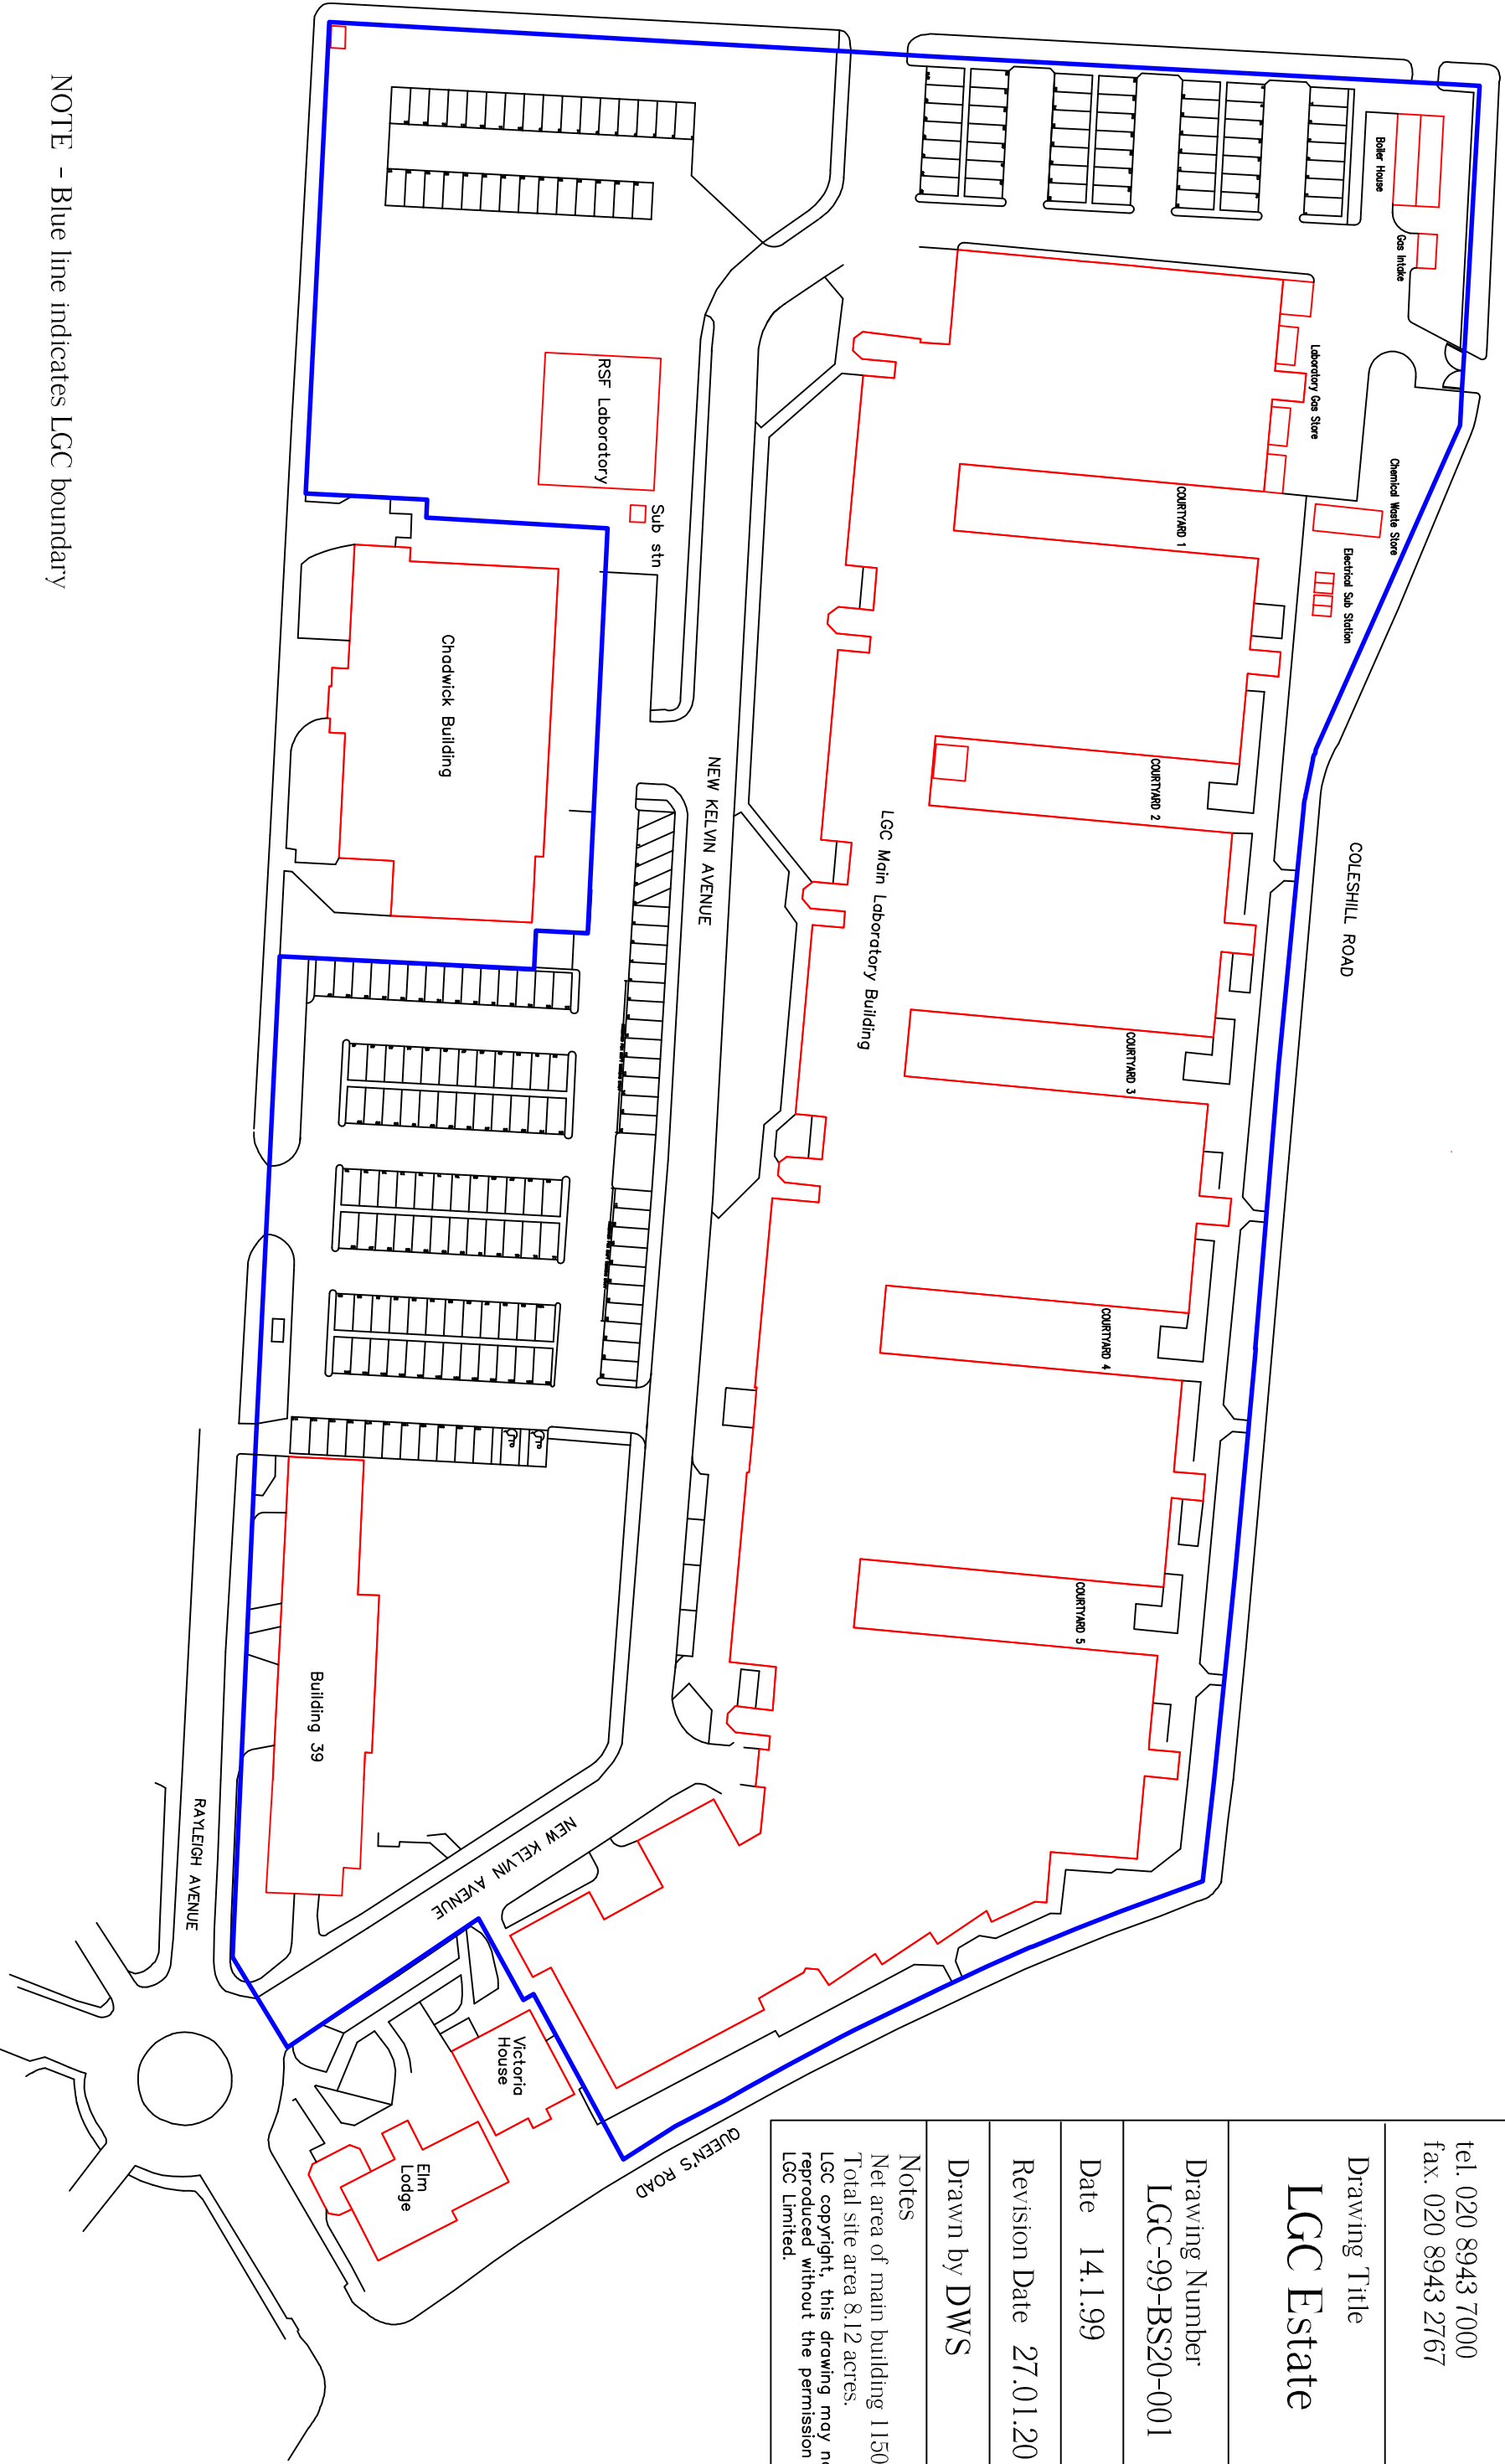 tel. 020 8943 7000
fax. 020 8943 2767
Drawing Title
LGC Estate
Drawing Number
LGC-99-BS20-001
Date 14.1.99
Revision Date 27.01.20
Drawn by DWS
Notes
Net area of main building 1150
Total site area 8.12 acres.
LGC copyright, this drawing may
reproduced without the permission
LGC Limited.
Boiler House
Gas Intake
Laboratory Gas Store
Chemical Waste Store
Electrical Sub Station
COLESHILL ROAD
COURTYARD 1
COURTYARD 2
COURTYARD 3
COURTYARD 4
COURTYARD 5
LGC Main Laboratory Building
NEW KELVIN AVENUE
RSF Laboratory
Sub stn
Chadwick Building
Building 39
NEW KELVIN AVENUE
RAYLEIGH AVENUE
Victoria
House
Elm
Lodge
QUEEN'S ROAD
NOTE - Blue line indicates LGC boundary